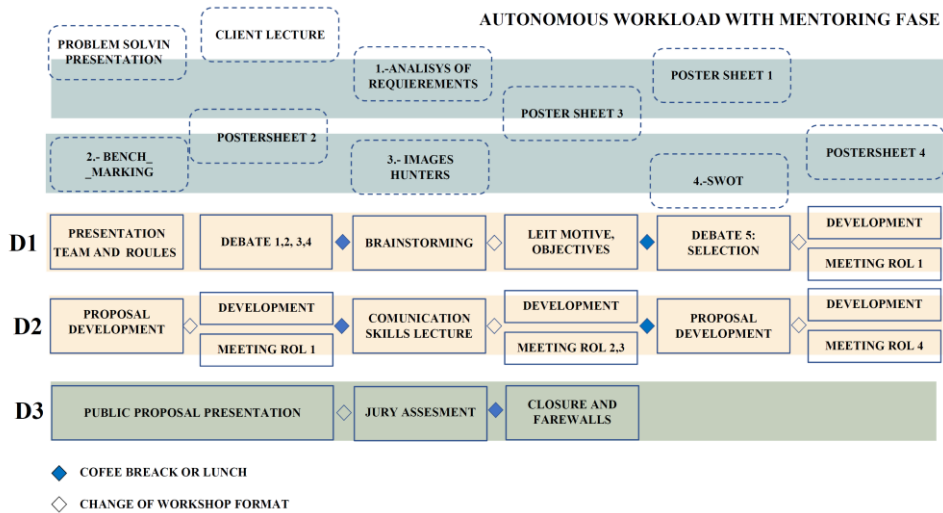 AUTONOMOUS WORKLOAD WITH MENTORING FASE
PROBLEM SOLVIN
PRESENTATION
CLIENT LECTURE
1.-ANALISYS OF
REQUIEREMENTS
POSTER SHEET 1
POSTERSHEET 2
POSTER SHEET 3
2.- BENCH_
_MARKING
3.- IMAGES
HUNTERS
4.-SWOT
POSTERSHEET 4
D1
PRESENTATION
TEAM AND ROULES
DEBATE 1,2, 3,4
BRAINSTORMING
LEIT MOTIVE,
OBJECTIVES
DEBATE 5:
SELECTION
DEVELOPMENT
MEETING ROL 1
D2
PROPOSAL
DEVELOPMENT
DEVELOPMENT
MEETING ROL 1
COMUNICATION
SKILLS LECTURE
DEVELOPMENT
MEETING ROL 2,3
PROPOSAL
DEVELOPMENT
DEVELOPMENT
MEETING ROL 4
D3
PUBLIC PROPOSAL PRESENTATION
JURY ASSESMENT
CLOSURE AND
FAREWALLS
COFEE BREACK OR LUNCH
CHANGE OF WORKSHOP FORMAT